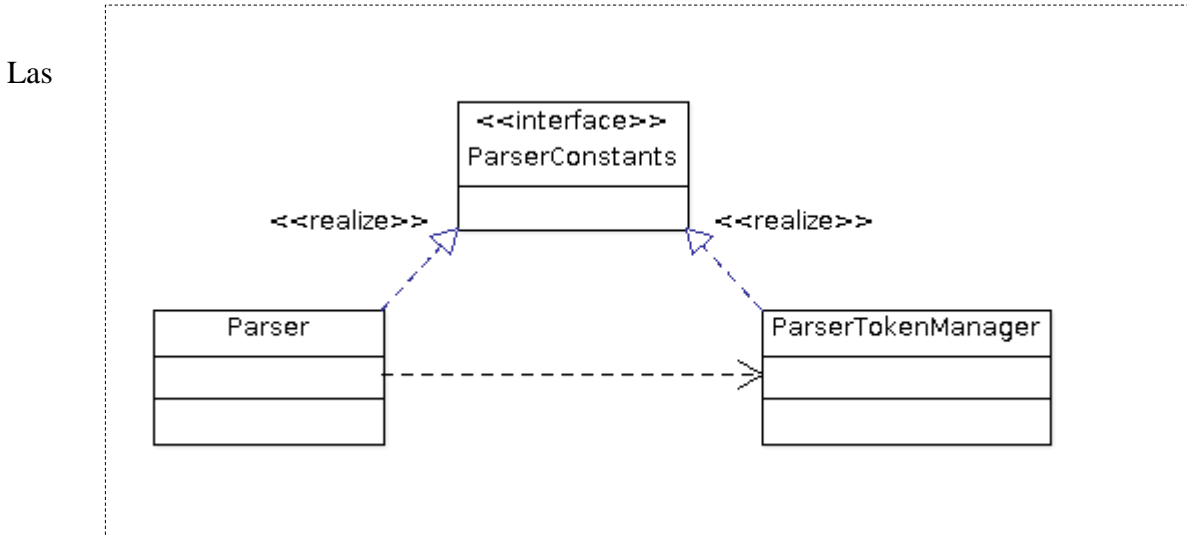 Las
<<interface>>
ParserConstants
<<realize>>
<<realize>>
Parser
ParserTokenManager